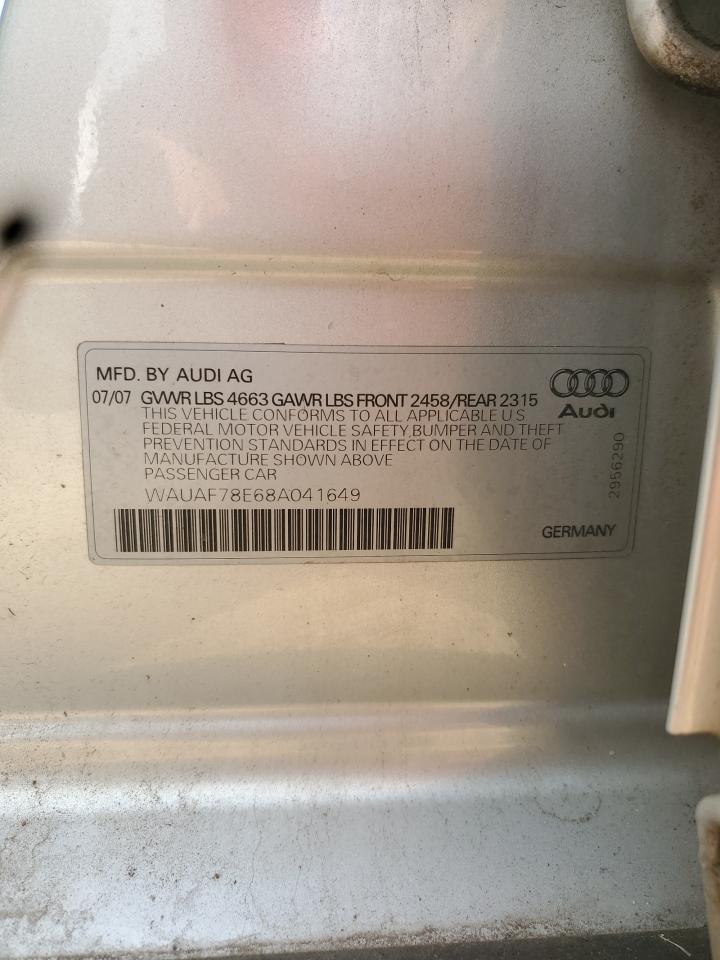 MFD. BY AUDI AG
07/07 GVWR LBS 4663 GAWR LBS FRONT 2458/REAR 2315
THIS VEHICLE CONFORMS TO ALL APPLICABLE U S
FEDERAL MOTOR VEHICLE SAFETY,BUMPER AND THEFT
PREVENTION STANDARDS IN EFFECT ON THE DATE OF
MANUFACTURE SHOWN ABOVE
PASSENGER CAR
WAUAF78E68A041649
Audi
2956290
GERMANY